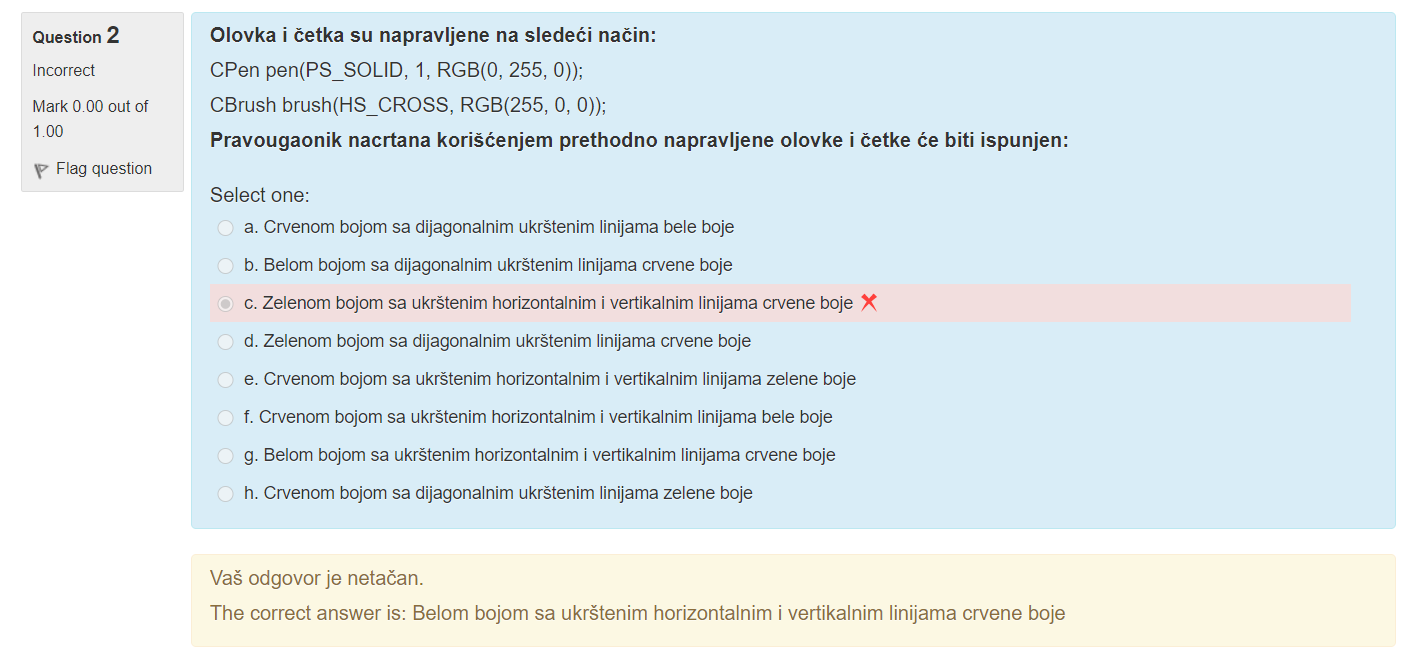 Question 2
Incorrect
Mark 0.00 out of
1.00
Flag question
Olovka i četka su napravljene na sledeći način:
CPen pen(PS_SOLID, 1, RGB(0, 255, 0));
CBrush brush(HS_CROSS, RGB(255, 0, 0));
Pravougaonik nacrtana korišćenjem prethodno napravljene olovke i četke će biti ispunjen:
Select one:
a. Crvenom bojom sa dijagonalnim ukrštenim linijama bele boje
b. Belom bojom sa dijagonalnim ukrštenim linijama crvene boje
c. Zelenom bojom sa ukrštenim horizontalnim i vertikalnim linijama crvene boje
d. Zelenom bojom sa dijagonalnim ukrštenim linijama crvene boje
e. Crvenom bojom sa ukrštenim horizontalnim i vertikalnim linijama zelene boje
f. Crvenom bojom sa ukrštenim horizontalnim i vertikalnim linijama bele boje
g. Belom bojom sa ukrštenim horizontalnim i vertikalnim linijama crvene boje
h. Crvenom bojom sa dijagonalnim ukrštenim linijama zelene boje
Vaš odgovor je netačan.
The correct answer is: Belom bojom sa ukrštenim horizontalnim i vertikalnim linijama crvene boje